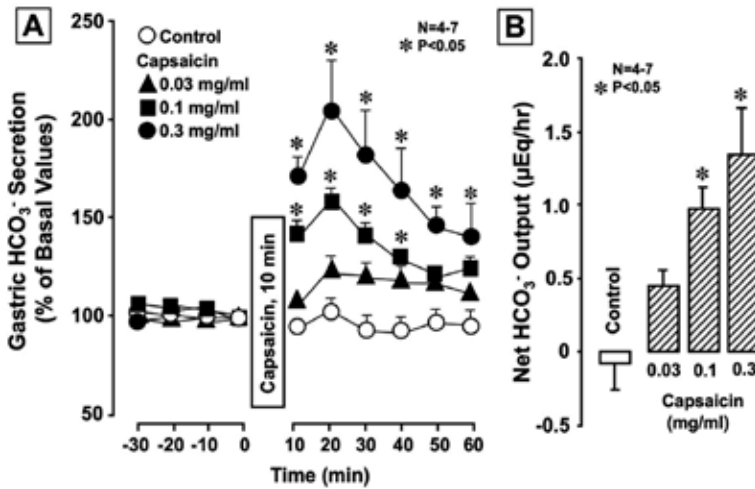 A
Gastric HCO₃⁻ Secretion
(% of Basal Values)
250
200
150
100
50
Control
Capsaicin
0.03 mg/ml
0.1 mg/ml
0.3 mg/ml
N=4-7
* P<0.05
* * * * * *
* * * *
Capsaicin, 10 min
-30 -20 -10 0 10 20 30 40 50 60
Time (min)
B
Net HCO₃⁻ Output (µEq/hr)
2.0
1.5
1.0
0.5
0
-0.5
N=4-7
* P<0.05
* *
Control
0.03 0.1 0.3
Capsaicin
(mg/ml)